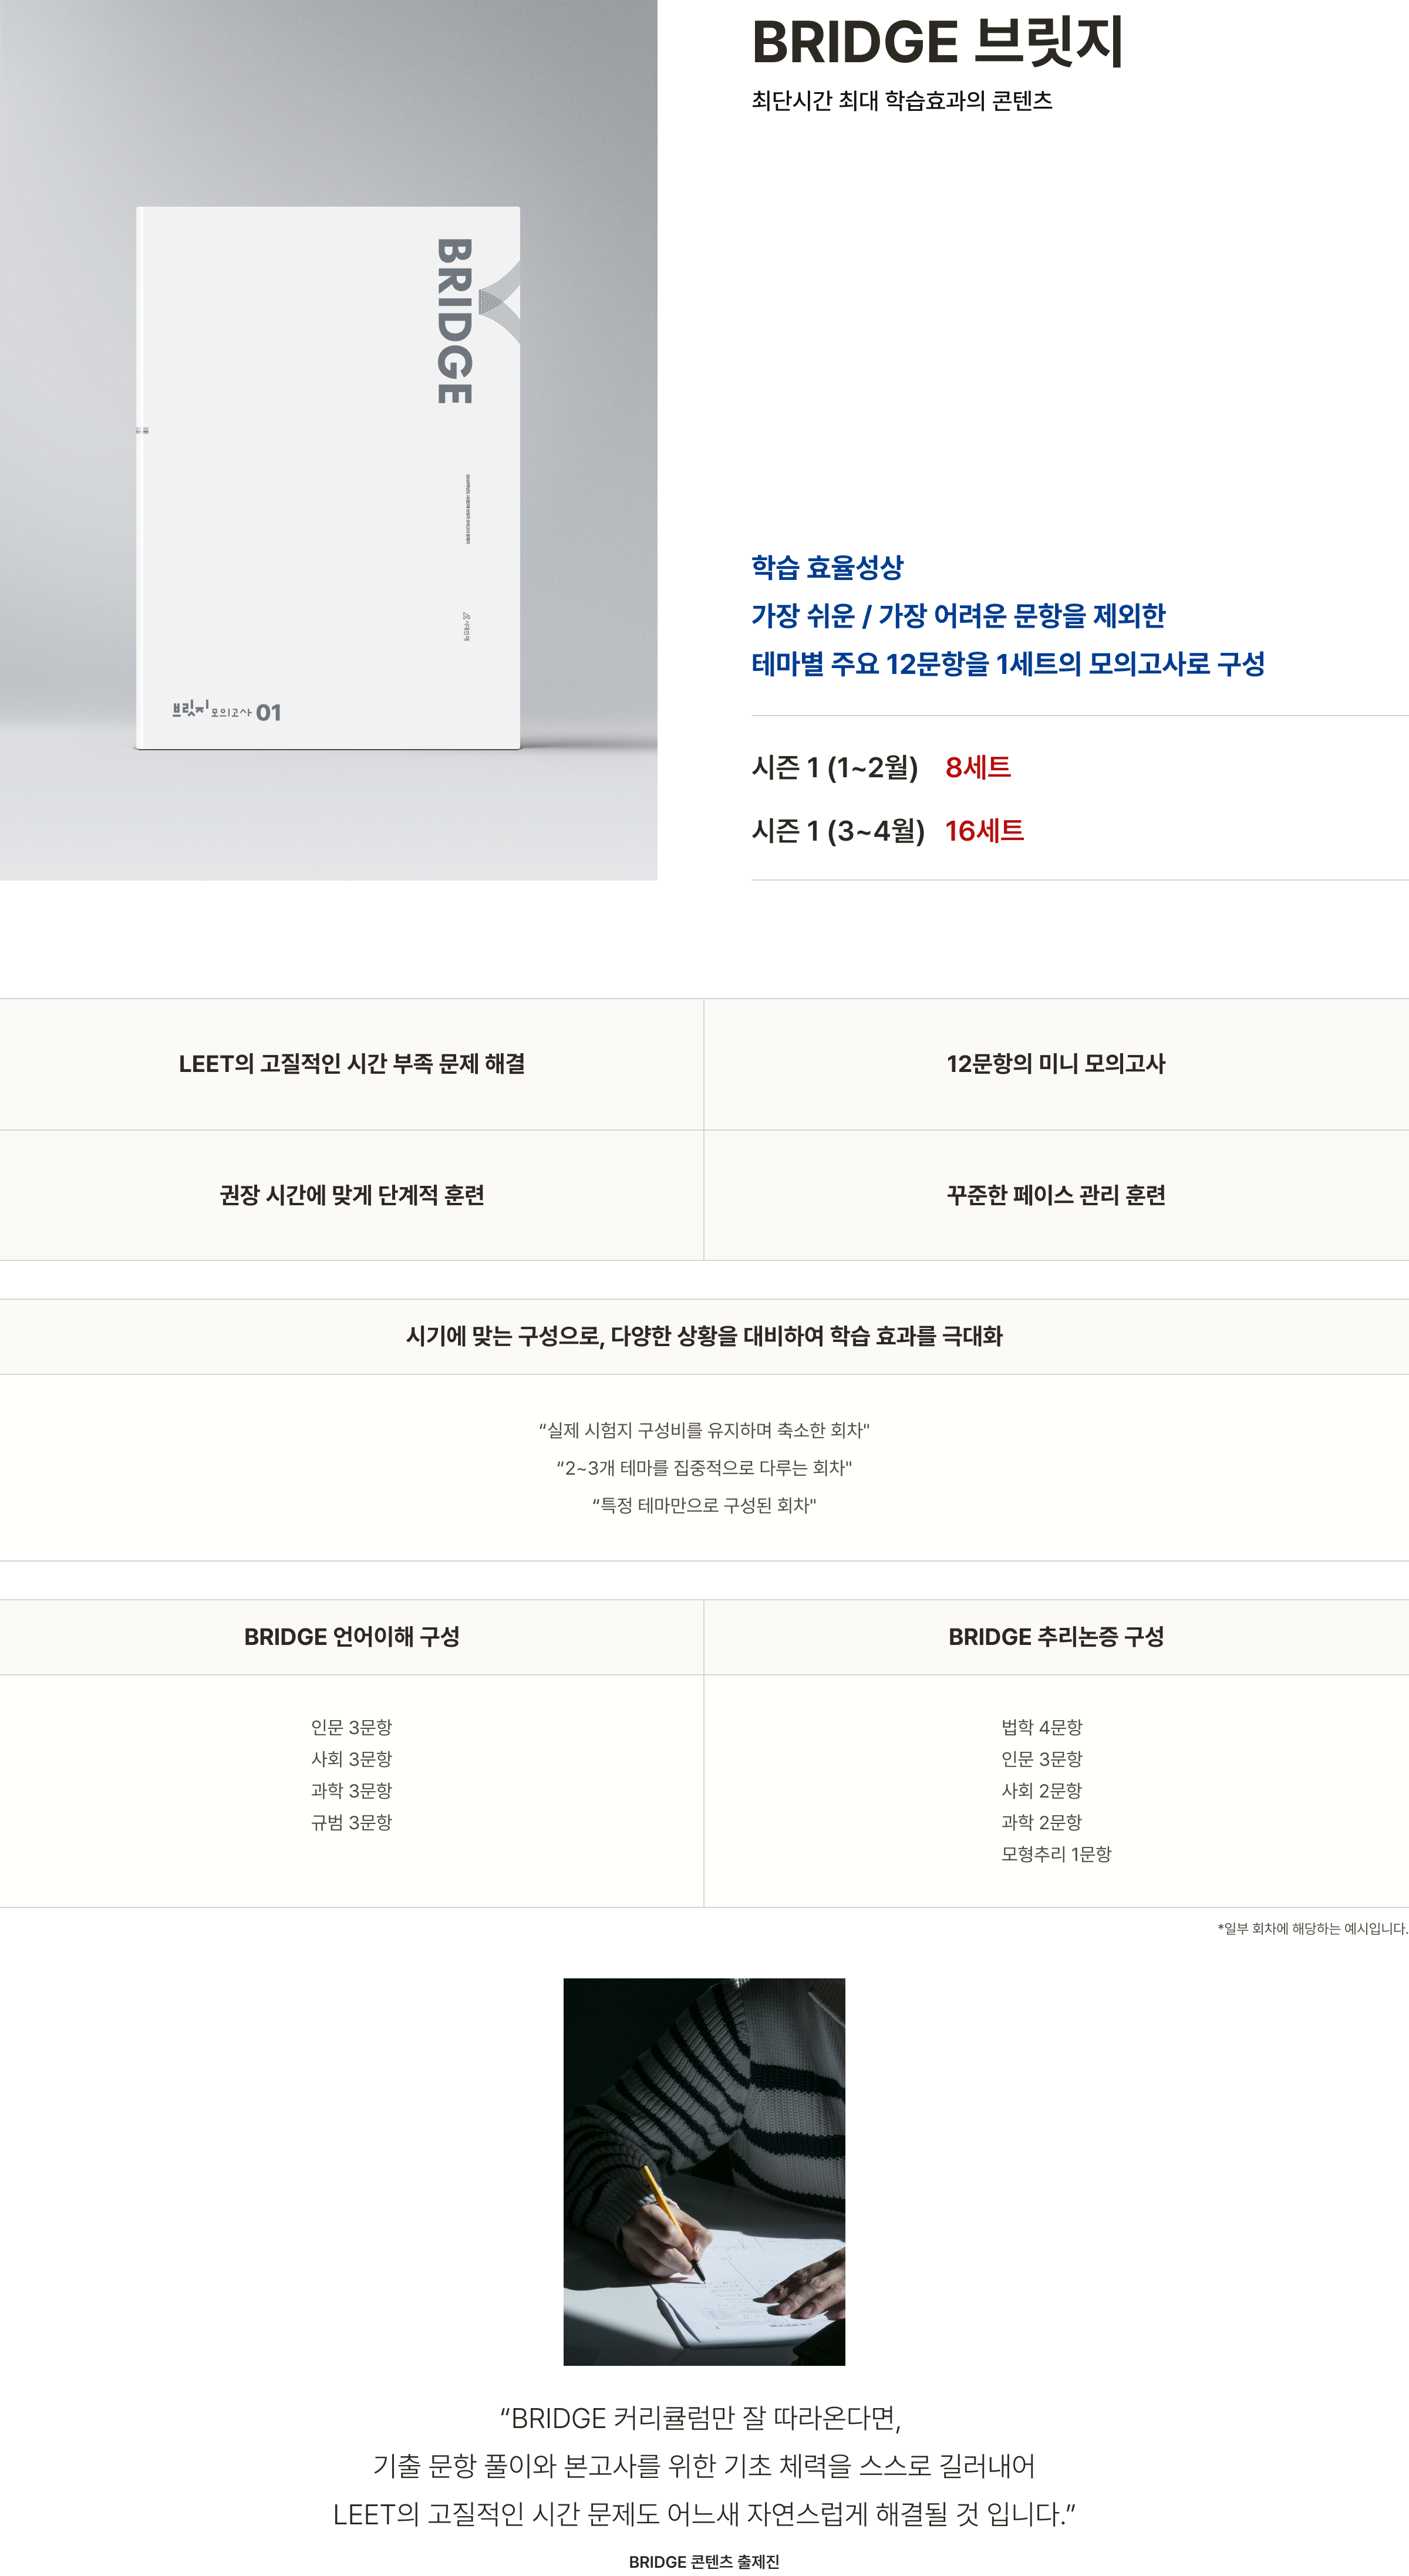 BRIDGE 브릿지
최단시간 최대 학습효과의 콘텐츠
BRIDGE
브릿지 모의고사 01
학습 효율성상
가장 쉬운 / 가장 어려운 문항을 제외한
테마별 주요 12문항을 1세트의 모의고사로 구성
시즌 1 (1~2월) 8세트
시즌 1 (3~4월) 16세트
LEET의 고질적인 시간 부족 문제 해결
12문항의 미니 모의고사
권장 시간에 맞게 단계적 훈련
꾸준한 페이스 관리 훈련
시기에 맞는 구성으로, 다양한 상황을 대비하여 학습 효과를 극대화
“실제 시험지 구성비를 유지하며 축소한 회차"
“2~3개 테마를 집중적으로 다루는 회차"
“특정 테마만으로 구성된 회차"
BRIDGE 언어이해 구성
인문 3문항
사회 3문항
과학 3문항
규범 3문항
BRIDGE 추리논증 구성
법학 4문항
인문 3문항
사회 2문항
과학 2문항
모형추리 1문항
*일부 회차에 해당하는 예시입니다.
“BRIDGE 커리큘럼만 잘 따라온다면,
기출 문항 풀이와 본고사를 위한 기초 체력을 스스로 길러내어
LEET의 고질적인 시간 문제도 어느새 자연스럽게 해결될 것 입니다.”
BRIDGE 콘텐츠 출제진